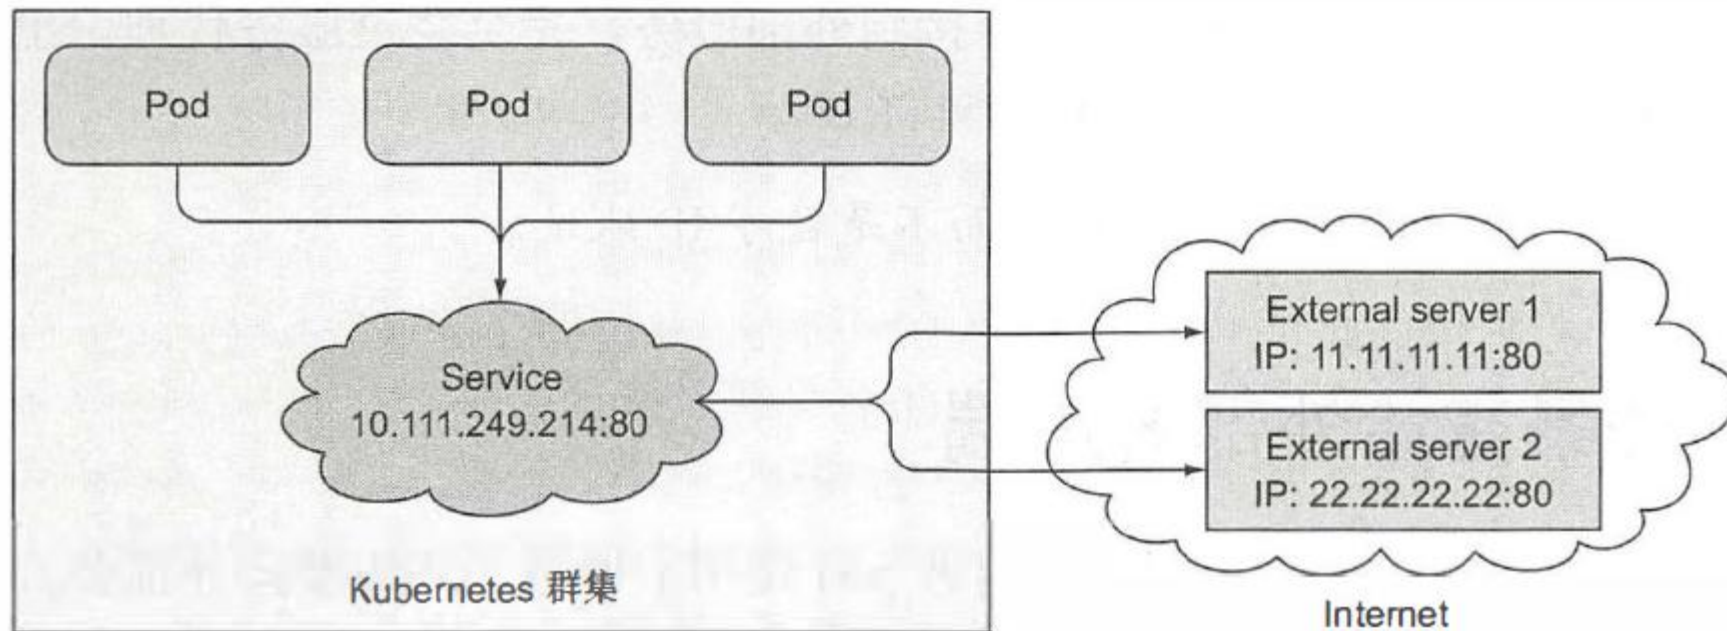 Pod
Pod
Pod
Service
10.111.249.214:80
External server 1
IP: 11.11.11.11:80
External server 2
IP: 22.22.22.22:80
Kubernetes 群集
Internet